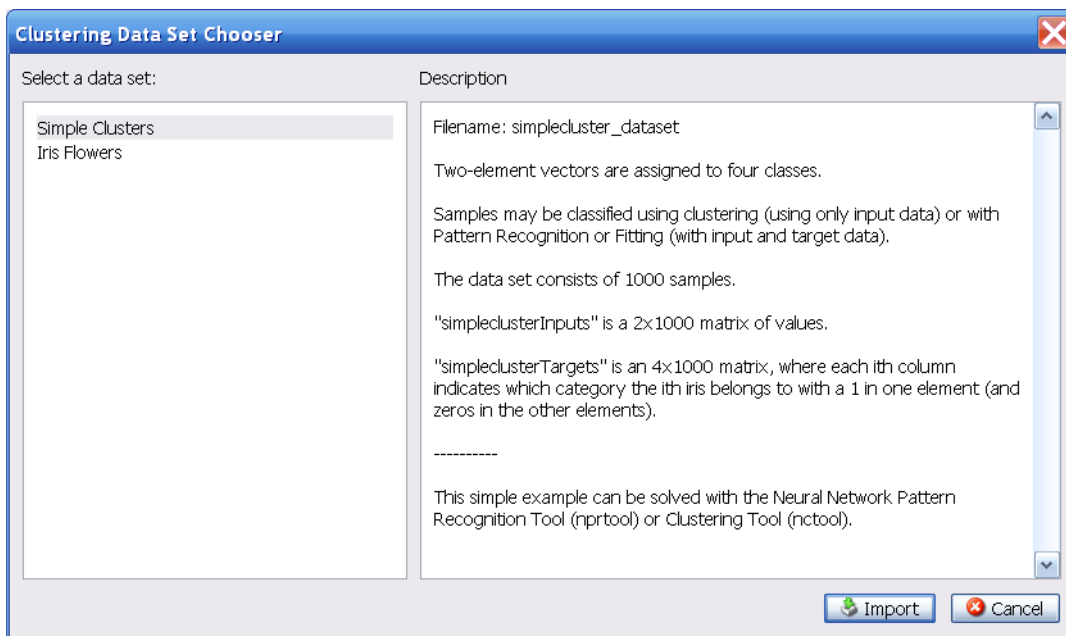 Clustering Data Set Chooser
Select a data set:
Simple Clusters
Iris Flowers
Description
Filename: simplecluster_dataset
Two-element vectors are assigned to four classes.
Samples may be classified using clustering (using only input data) or with
Pattern Recognition or Fitting (with input and target data).
The data set consists of 1000 samples.
"simpleclusterInputs" is a 2x1000 matrix of values.
"simpleclusterTargets" is an 4x1000 matrix, where each ith column
indicates which category the ith iris belongs to with a 1 in one element (and
zeros in the other elements).
----------
This simple example can be solved with the Neural Network Pattern
Recognition Tool (nprtool) or Clustering Tool (nctool).
Import
Cancel